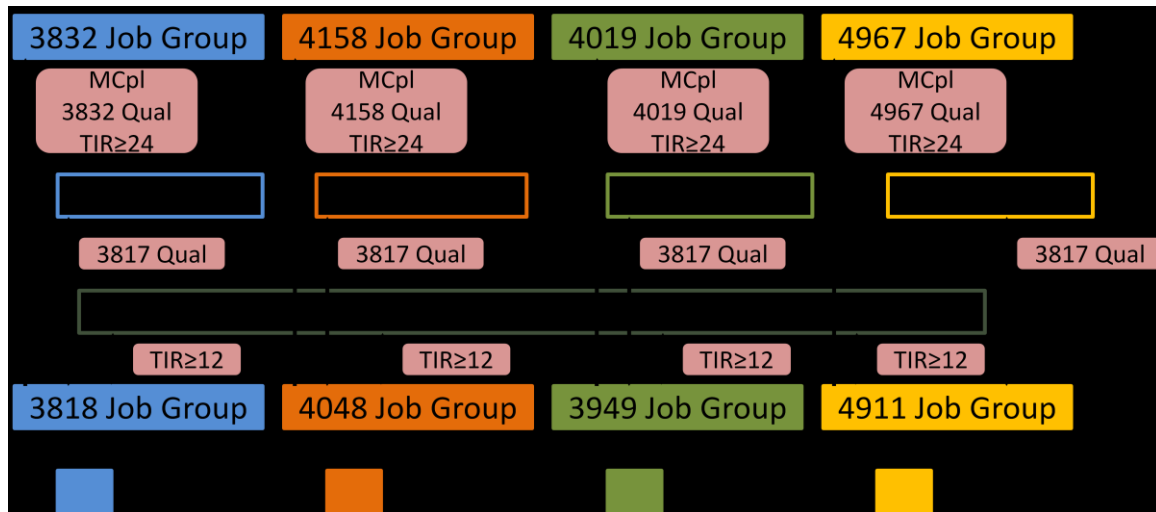 3832 Job Group
4158 Job Group
4019 Job Group
4967 Job Group
MCpl
3832 Qual
TIR≥24
MCpl
4158 Qual
TIR≥24
MCpl
4019 Qual
TIR≥24
MCpl
4967 Qual
TIR≥24
3817 Qual
3817 Qual
3817 Qual
3817 Qual
TIR≥12
TIR≥12
TIR≥12
TIR≥12
3818 Job Group
4048 Job Group
3949 Job Group
4911 Job Group